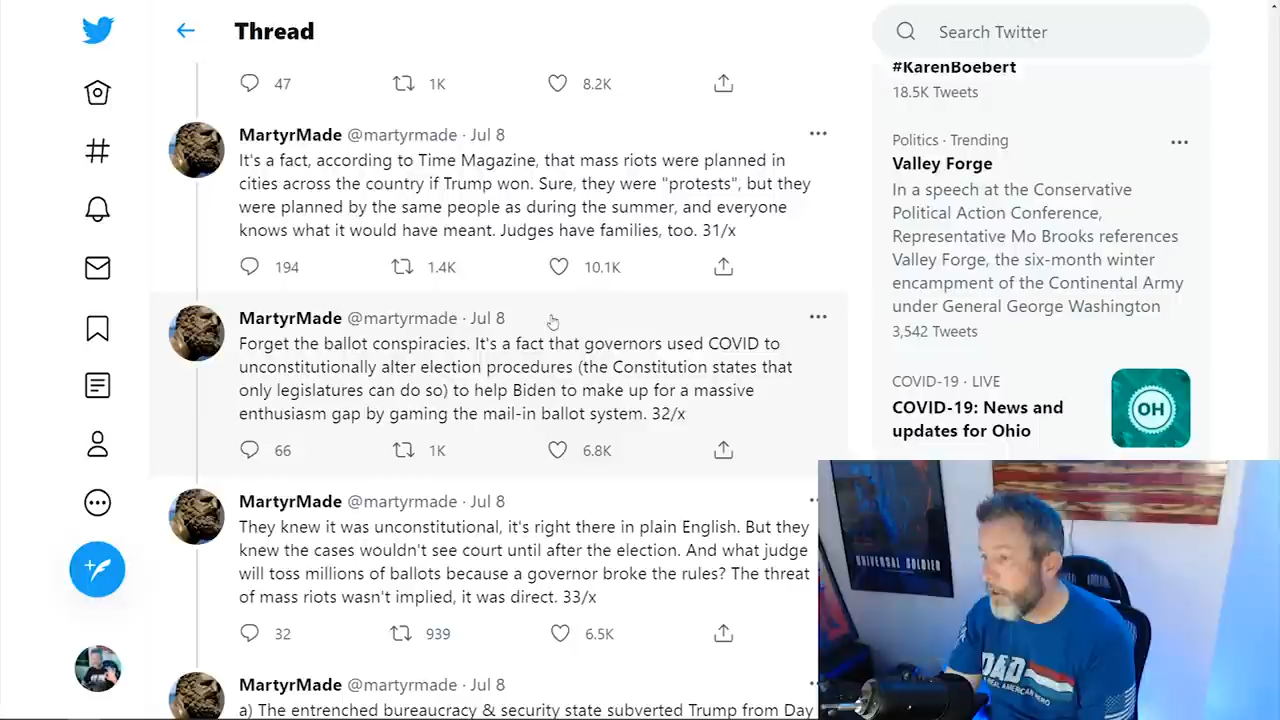 Thread
Search Twitter
47 1K 8.2K
MartyrMade @martyrmade · Jul 8
It's a fact, according to Time Magazine, that mass riots were planned in
cities across the country if Trump won. Sure, they were "protests", but they
were planned by the same people as during the summer, and everyone
knows what it would have meant. Judges have families, too. 31/x
194 1.4K 10.1K
MartyrMade @martyrmade · Jul 8
Forget the ballot conspiracies. It's a fact that governors used COVID to
unconstitutionally alter election procedures (the Constitution states that
only legislatures can do so) to help Biden to make up for a massive
enthusiasm gap by gaming the mail-in ballot system. 32/x
66 1K 6.8K
MartyrMade @martyrmade · Jul 8
They knew it was unconstitutional, it's right there in plain English. But they
knew the cases wouldn't see court until after the election. And what judge
will toss millions of ballots because a governor broke the rules? The threat
of mass riots wasn't implied, it was direct. 33/x
32 939 6.5K
MartyrMade @martyrmade · Jul 8
a) The entrenched bureaucracy & security state subverted Trump from Day
#KarenBoebert
18.5K Tweets
Politics · Trending
Valley Forge
In a speech at the Conservative
Political Action Conference,
Representative Mo Brooks references
Valley Forge, the six-month winter
encampment of the Continental Army
under General George Washington
3,542 Tweets
COVID-19 · LIVE
COVID-19: News and
updates for Ohio
OH
UNIVERSAL SOLDIER
DAD
REAL AMERICAN HERO